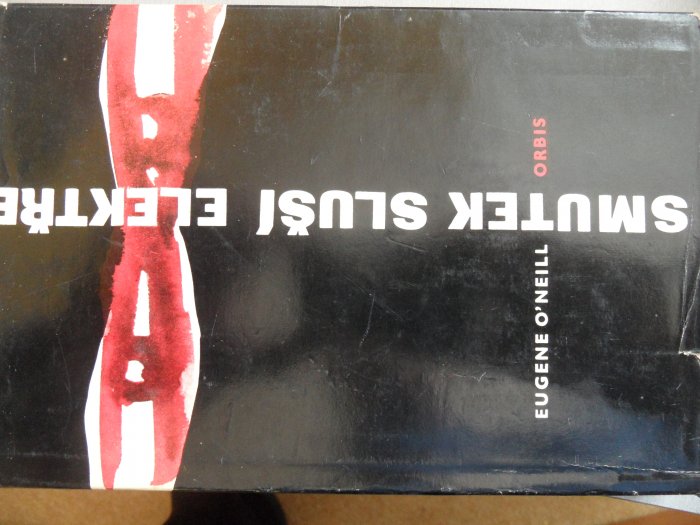 SMUTEK SLUŠÍ ELEKTŘE
EUGENE O'NEILL ORBIS